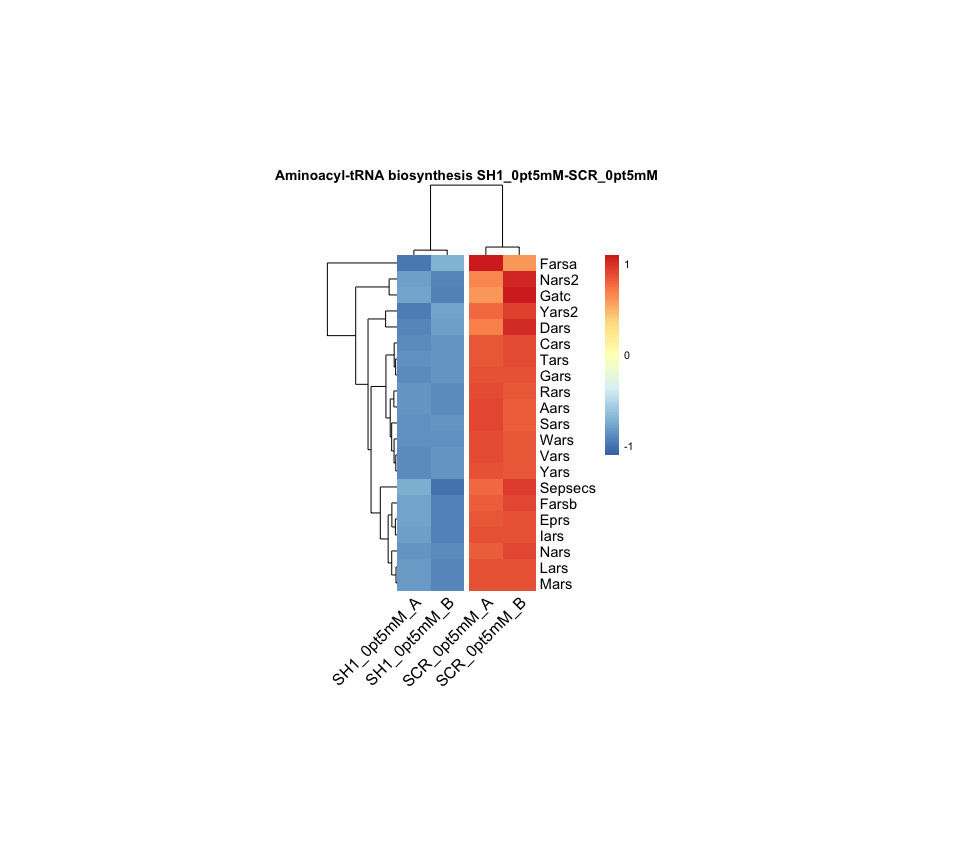 Aminoacyl-tRNA biosynthesis SH1_0pt5mM-SCR_0pt5mM
Farsa
Nars2
Gatc
Yars2
Dars
Cars
Tars
Gars
Rars
Aars
Sars
Wars
Vars
Yars
Sepsecs
Farsb
Eprs
Iars
Nars
Lars
Mars
1
0
-1
SH1_0pt5mM_A
SH1_0pt5mM_B
SCR_0pt5mM_A
SCR_0pt5mM_B